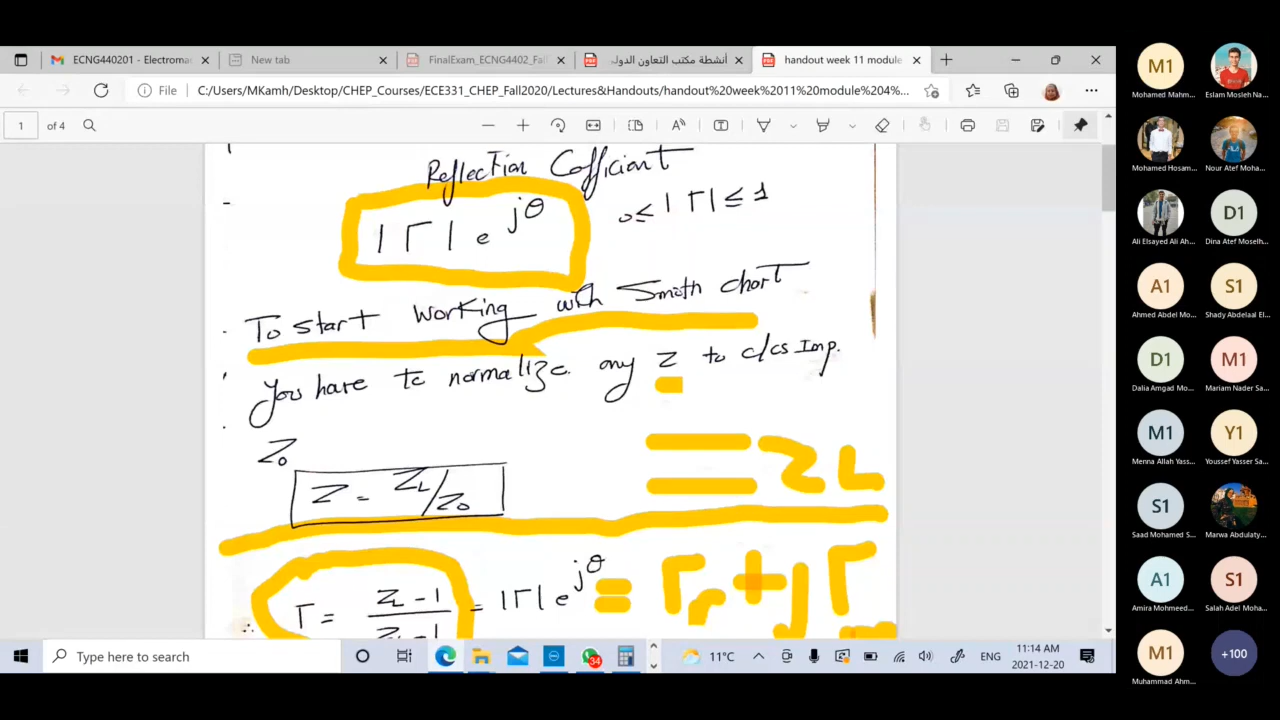 ECNG440201 - Electromag
New tab
FinalExam_ECNG4402_Fall
أنشطة مكتب التعاون الدول
handout week 11 module
File
C:/Users/MKamh/Desktop/CHEP_Courses/ECE331_CHEP_Fall2020/Lectures&Handouts/handout%20week%2011%20module%204%...
1 of 4
Reflection Cofficient
|Γ| e^jθ 0≤|Γ|≤1
To start working with Smith chart
You have to normalize any Z to c/cs Imp.
Z₀
Z = Z_L/Z₀
= ZL
Γ = Z-1 = |Γ| e^jθ = Γr + jΓ
Type here to search
34
11°C
ENG
11:14 AM
2021-12-20
M1
Mohamed Mahm...
Eslam Mosleh Na...
Mohamed Hosam...
Nour Atef Moha...
Ali Elsayed Ali Ah...
D1
Dina Atef Moselh...
A1
Ahmed Abdel Mo...
S1
Shady Abdelaal El...
D1
Dalia Amgad Mo...
M1
Mariam Nader Sa...
M1
Menna Allah Yass...
Y1
Youssef Yasser Sa...
S1
Saad Mohamed S...
Marwa Abdulaty...
A1
Amira Mohmeed...
S1
Salah Adel Moha...
M1
Muhammad Ahm...
+100